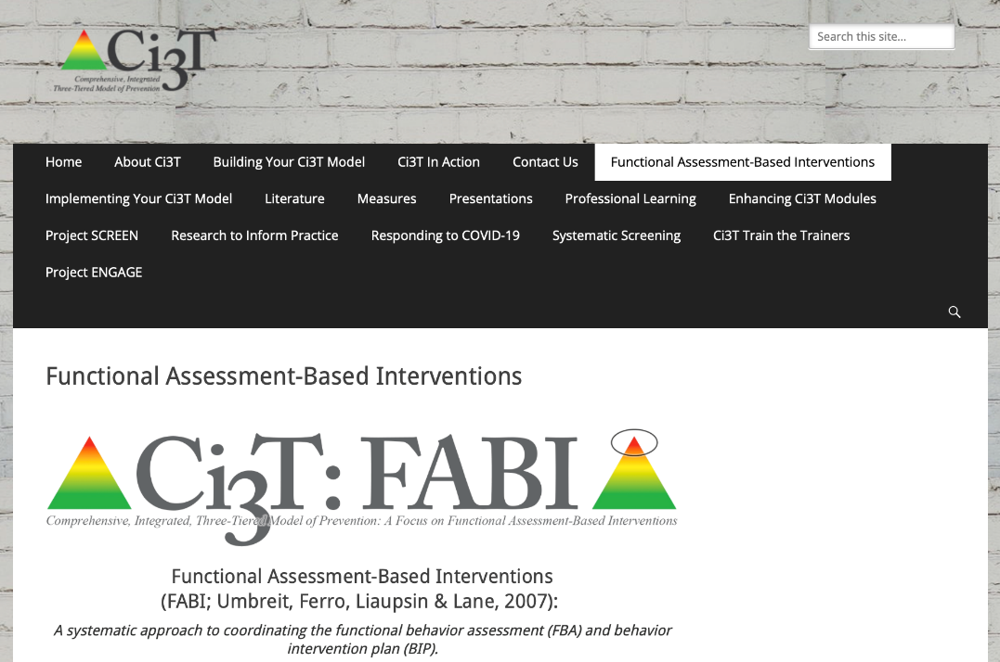 Ci3T
Comprehensive, Integrated
Three-Tiered Model of Prevention
Search this site...
Home About Ci3T Building Your Ci3T Model Ci3T In Action Contact Us Functional Assessment-Based Interventions
Implementing Your Ci3T Model Literature Measures Presentations Professional Learning Enhancing Ci3T Modules
Project SCREEN Research to Inform Practice Responding to COVID-19 Systematic Screening Ci3T Train the Trainers
Project ENGAGE
Functional Assessment-Based Interventions
Ci3T: FABI
Comprehensive, Integrated, Three-Tiered Model of Prevention: A Focus on Functional Assessment-Based Interventions
Functional Assessment-Based Interventions
(FABI; Umbreit, Ferro, Liaupsin & Lane, 2007):
A systematic approach to coordinating the functional behavior assessment (FBA) and behavior
intervention plan (BIP).